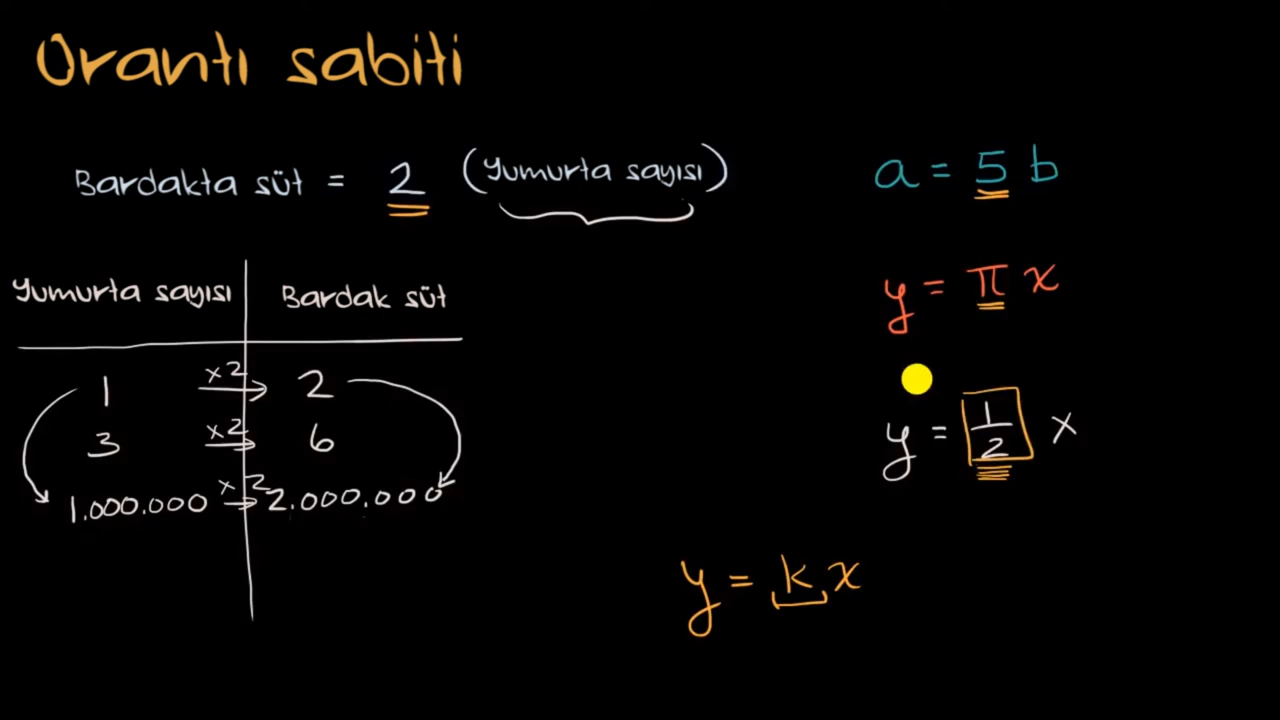 Orantı sabiti
Bardakta süt = 2 (Yumurta sayısı)
Yumurta sayısı Bardak süt
1 x2 2
3 x2 6
1.000.000 x2 2.000.000
a = 5 b
y = π x
y = 1/2 x
y = k x